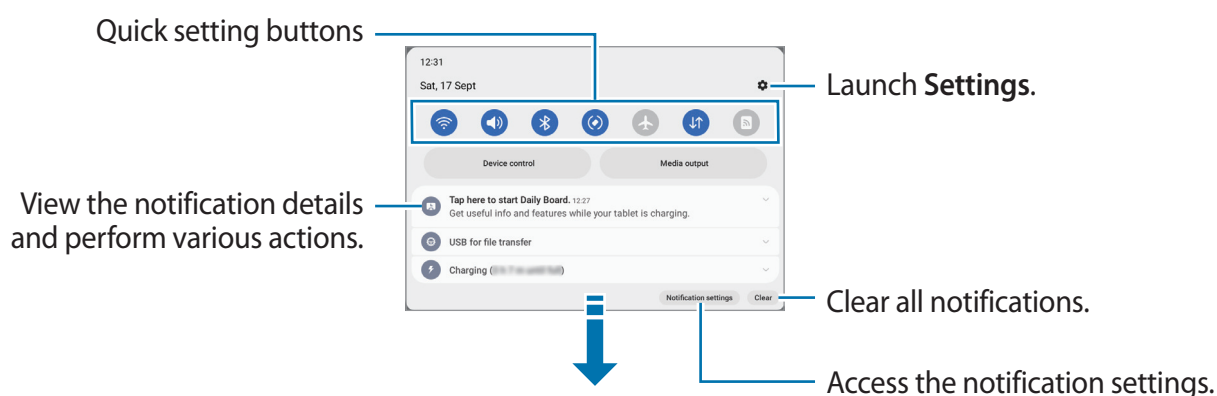 Quick setting buttons
12:31
Sat, 17 Sept
Launch Settings.
Device control
Media output
View the notification details
and perform various actions.
Tap here to start Daily Board. 12:27
Get useful info and features while your tablet is charging.
USB for file transfer
Charging (
)
Notification settings
Clear
Clear all notifications.
Access the notification settings.